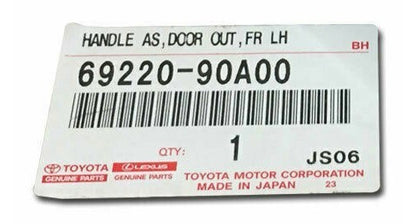 HANDLE AS,DOOR OUT,FR LH
BH
69220-90A00
QTY: 1 JS06
TOYOTA LEXUS TOYOTA MOTOR CORPORATION
GENUINE PARTS GENUINE PARTS MADE IN JAPAN 23